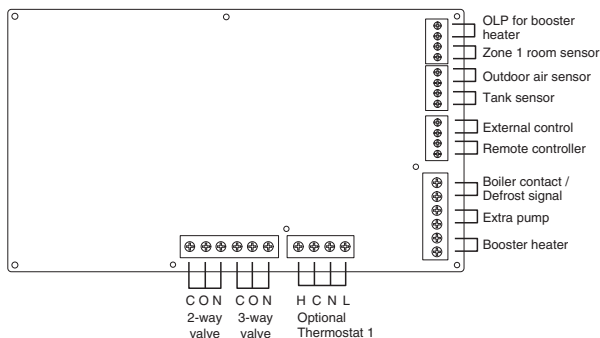 OLP for booster
heater
Zone 1 room sensor
Outdoor air sensor
Tank sensor
External control
Remote controller
Boiler contact /
Defrost signal
Extra pump
Booster heater
C O N C O N H C N L
2-way 3-way Optional
valve valve Thermostat 1